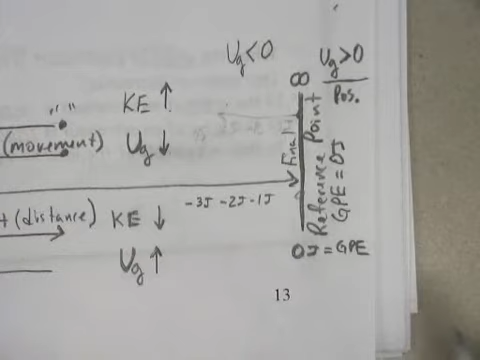 Ug<0
Ug>0
∞
Pos.
" "
KE ↑
(movement) Ug ↓
Final
Reference Point
GPE=0J
-3J -2J -1J
t (distance) KE ↓
Ug ↑
0J=GPE
13